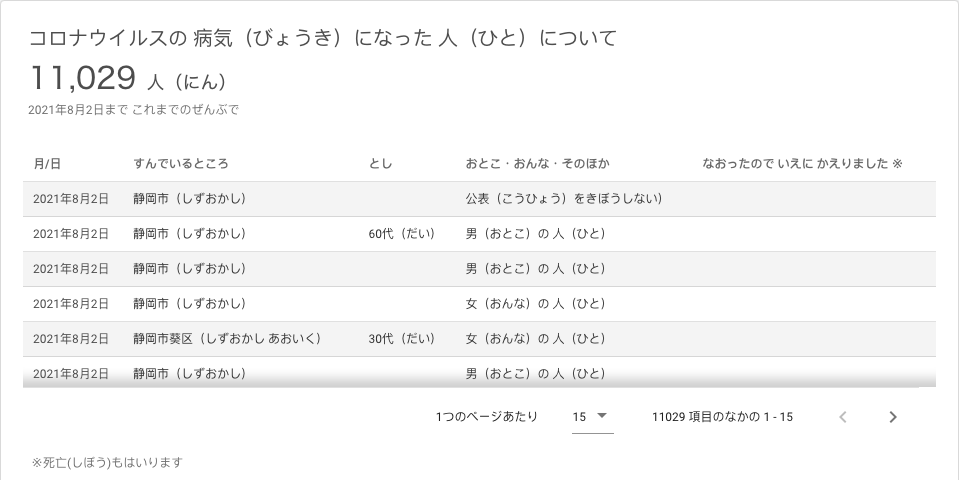 コロナウイルスの 病気（びょうき）になった 人（ひと）について
11,029 人（にん）
2021年8月2日まで これまでのぜんぶで
月/日 すんでいるところ とし おとこ・おんな・そのほか なおったので いえに かえりました ※
2021年8月2日 静岡市（しずおかし） 公表（こうひょう）をきぼうしない）
2021年8月2日 静岡市（しずおかし） 60代（だい） 男（おとこ）の 人（ひと）
2021年8月2日 静岡市（しずおかし） 男（おとこ）の 人（ひと）
2021年8月2日 静岡市（しずおかし） 女（おんな）の 人（ひと）
2021年8月2日 静岡市葵区（しずおかし あおいく） 30代（だい） 女（おんな）の 人（ひと）
2021年8月2日 静岡市（しずおかし） 男（おとこ）の 人（ひと）
1つのページあたり 15 11029 項目のなかの 1 - 15
※死亡(しぼう)もはいります